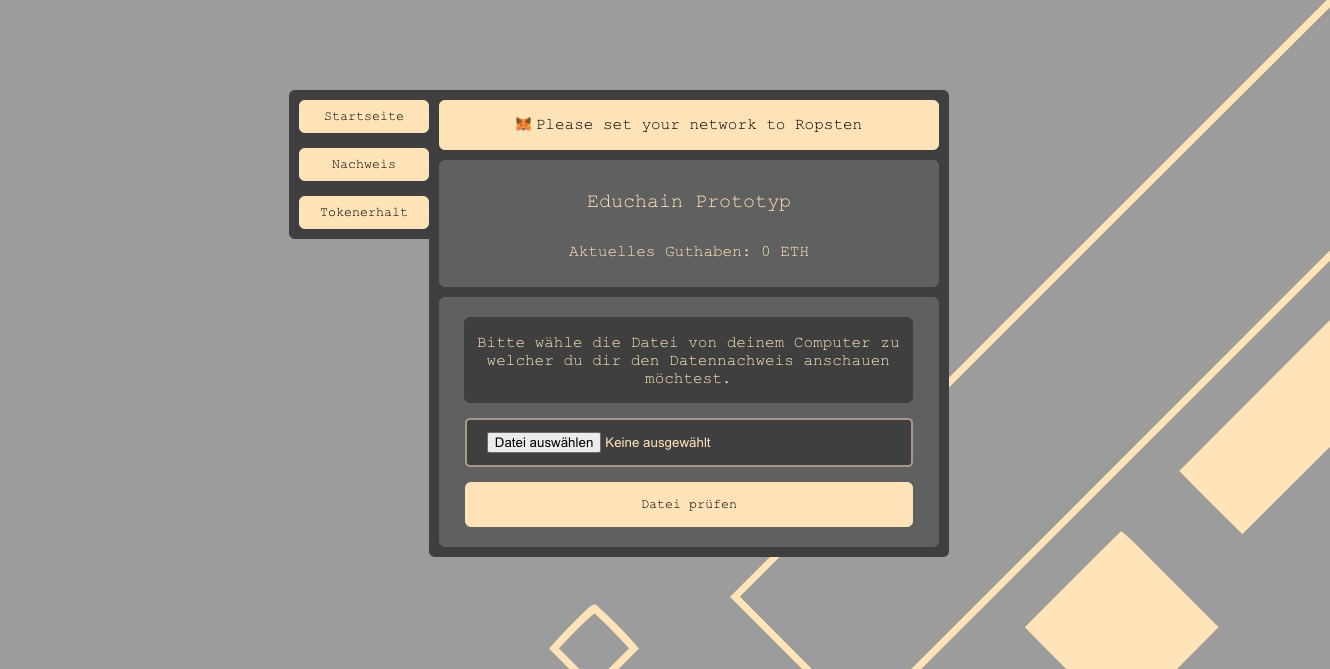 Startseite
Nachweis
Tokenerhalt
Please set your network to Ropsten
Educhain Prototyp
Aktuelles Guthaben: 0 ETH
Bitte wähle die Datei von deinem Computer zu
welcher du dir den Datennachweis anschauen
möchtest.
Datei auswählen Keine ausgewählt
Datei prüfen